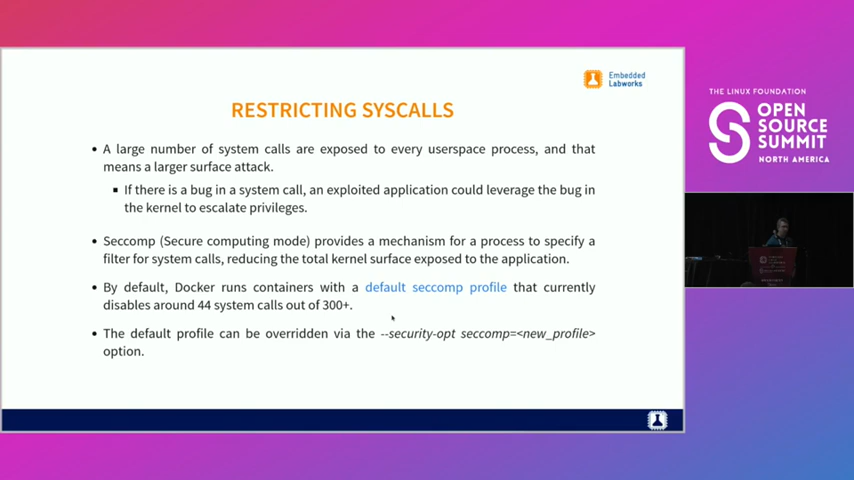 Embedded
Labworks
RESTRICTING SYSCALLS
• A large number of system calls are exposed to every userspace process, and that
means a larger surface attack.
▪ If there is a bug in a system call, an exploited application could leverage the bug in
the kernel to escalate privileges.
• Seccomp (Secure computing mode) provides a mechanism for a process to specify a
filter for system calls, reducing the total kernel surface exposed to the application.
• By default, Docker runs containers with a default seccomp profile that currently
disables around 44 system calls out of 300+.
• The default profile can be overridden via the --security-opt seccomp=<new_profile>
option.
THE LINUX FOUNDATION
OPEN
SOURCE
SUMMIT
NORTH AMERICA